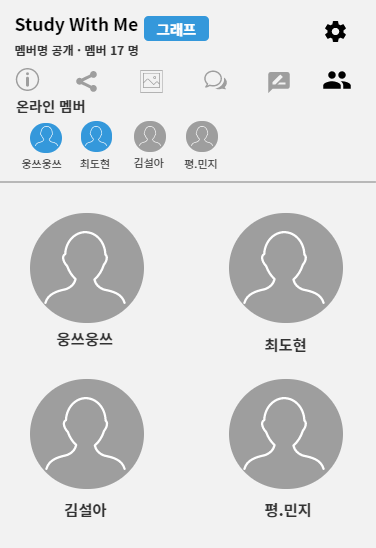 Study With Me 그래프
멤버명 공개 · 멤버 17 명
온라인 멤버
웅쓰웅쓰 최도현 김설아 평.민지
웅쓰웅쓰 최도현
김설아 평.민지